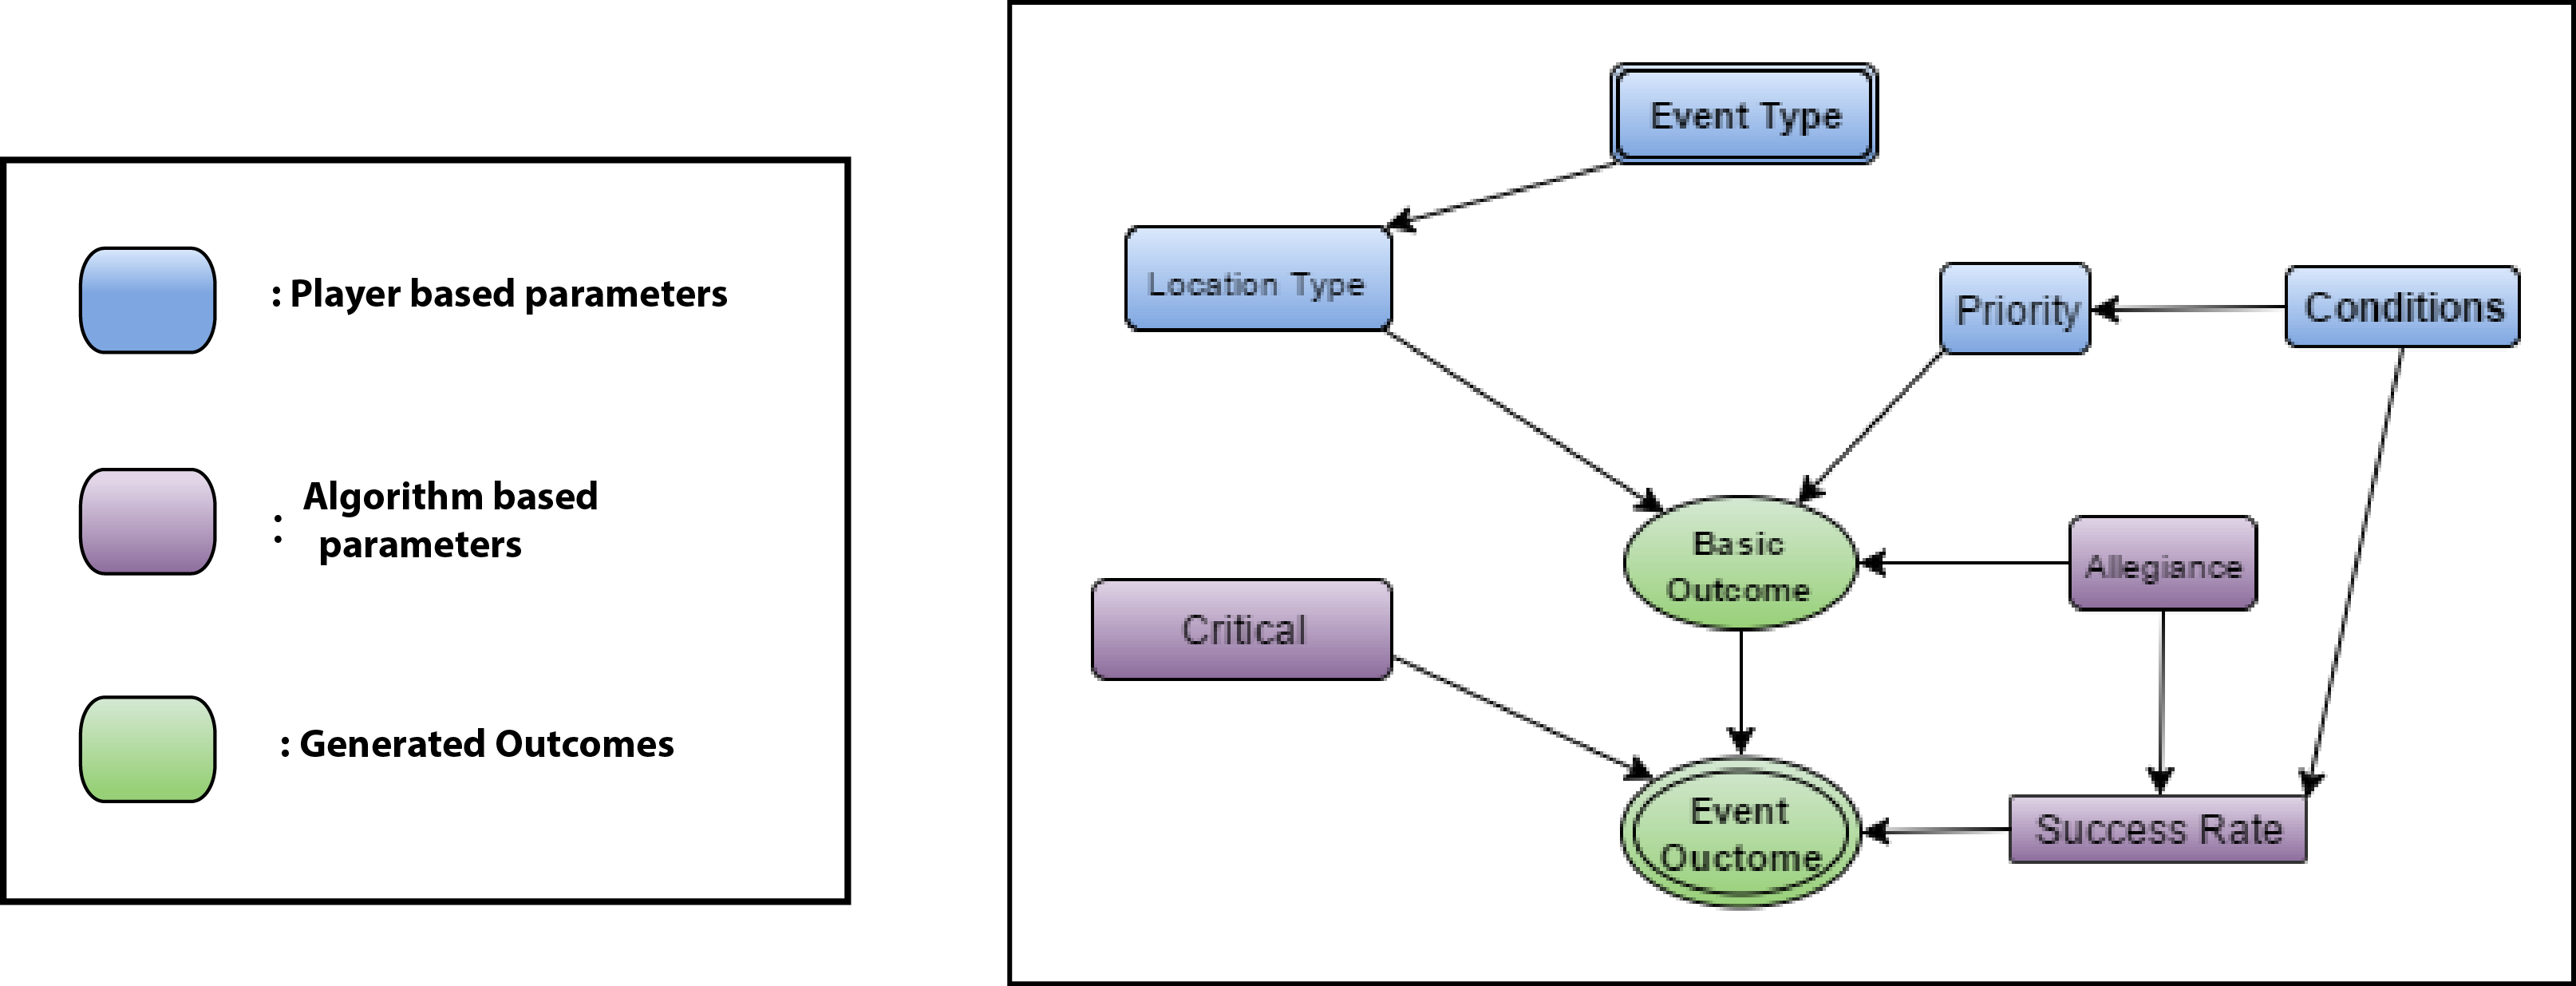 : Player based parameters
: Algorithm based
parameters
: Generated Outcomes
Event Type
Location Type
Priority
Conditions
Basic
Outcome
Allegiance
Critical
Event
Ouctome
Success Rate